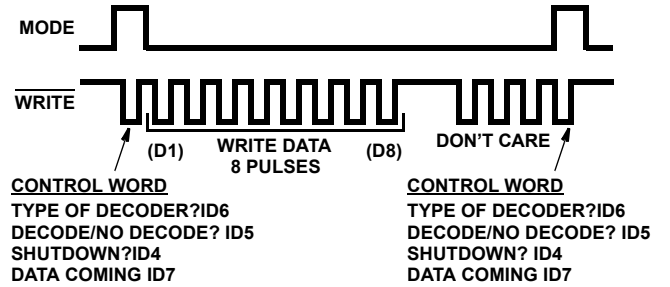 MODE
WRITE
(D1) WRITE DATA (D8) DON'T CARE
8 PULSES
CONTROL WORD
TYPE OF DECODER?ID6
DECODE/NO DECODE? ID5
SHUTDOWN?ID4
DATA COMING ID7
CONTROL WORD
TYPE OF DECODER?ID6
DECODE/NO DECODE? ID5
SHUTDOWN? ID4
DATA COMING ID7